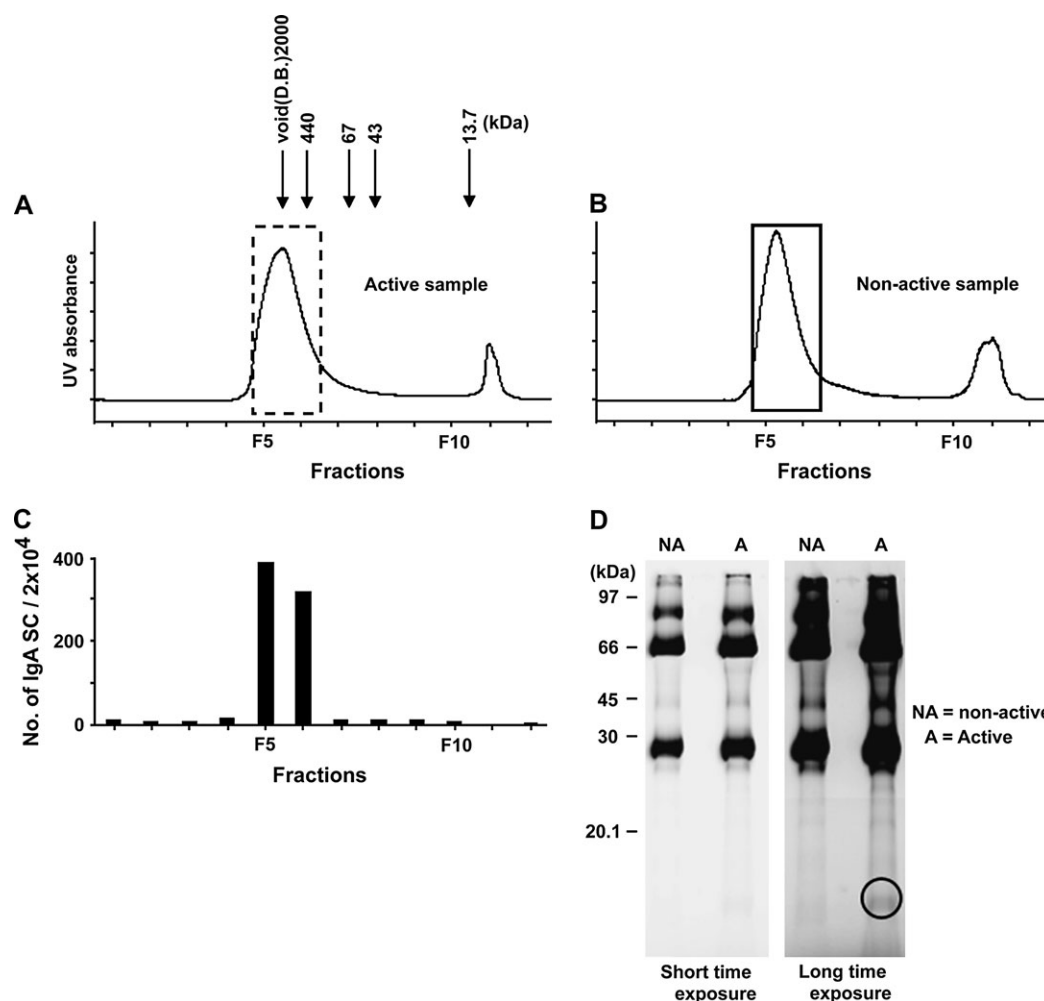 void(D.B.)2000
440
67
43
13.7 (kDa)
A
UV absorbance
Active sample
F5
F10
Fractions
B
Non-active sample
F5
F10
Fractions
C
No. of IgA SC / 2x10⁴
400
200
0
F5
F10
Fractions
D
NA
A
NA
A
(kDa)
97
66
45
30
20.1
NA = non-active
A = Active
Short time
exposure
Long time
exposure